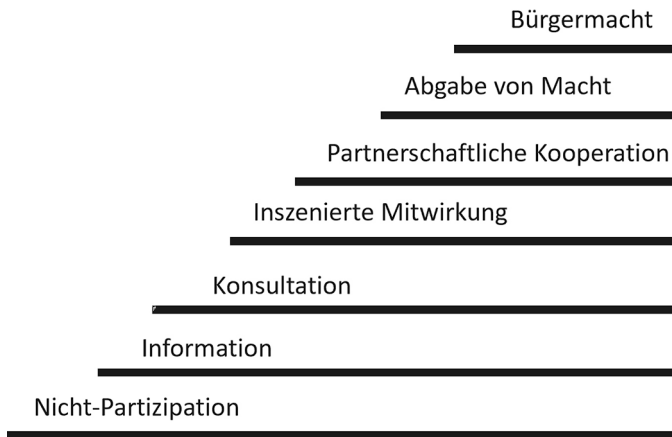 Bürgermacht
Abgabe von Macht
Partnerschaftliche Kooperation
Inszenierte Mitwirkung
Konsultation
Information
Nicht-Partizipation